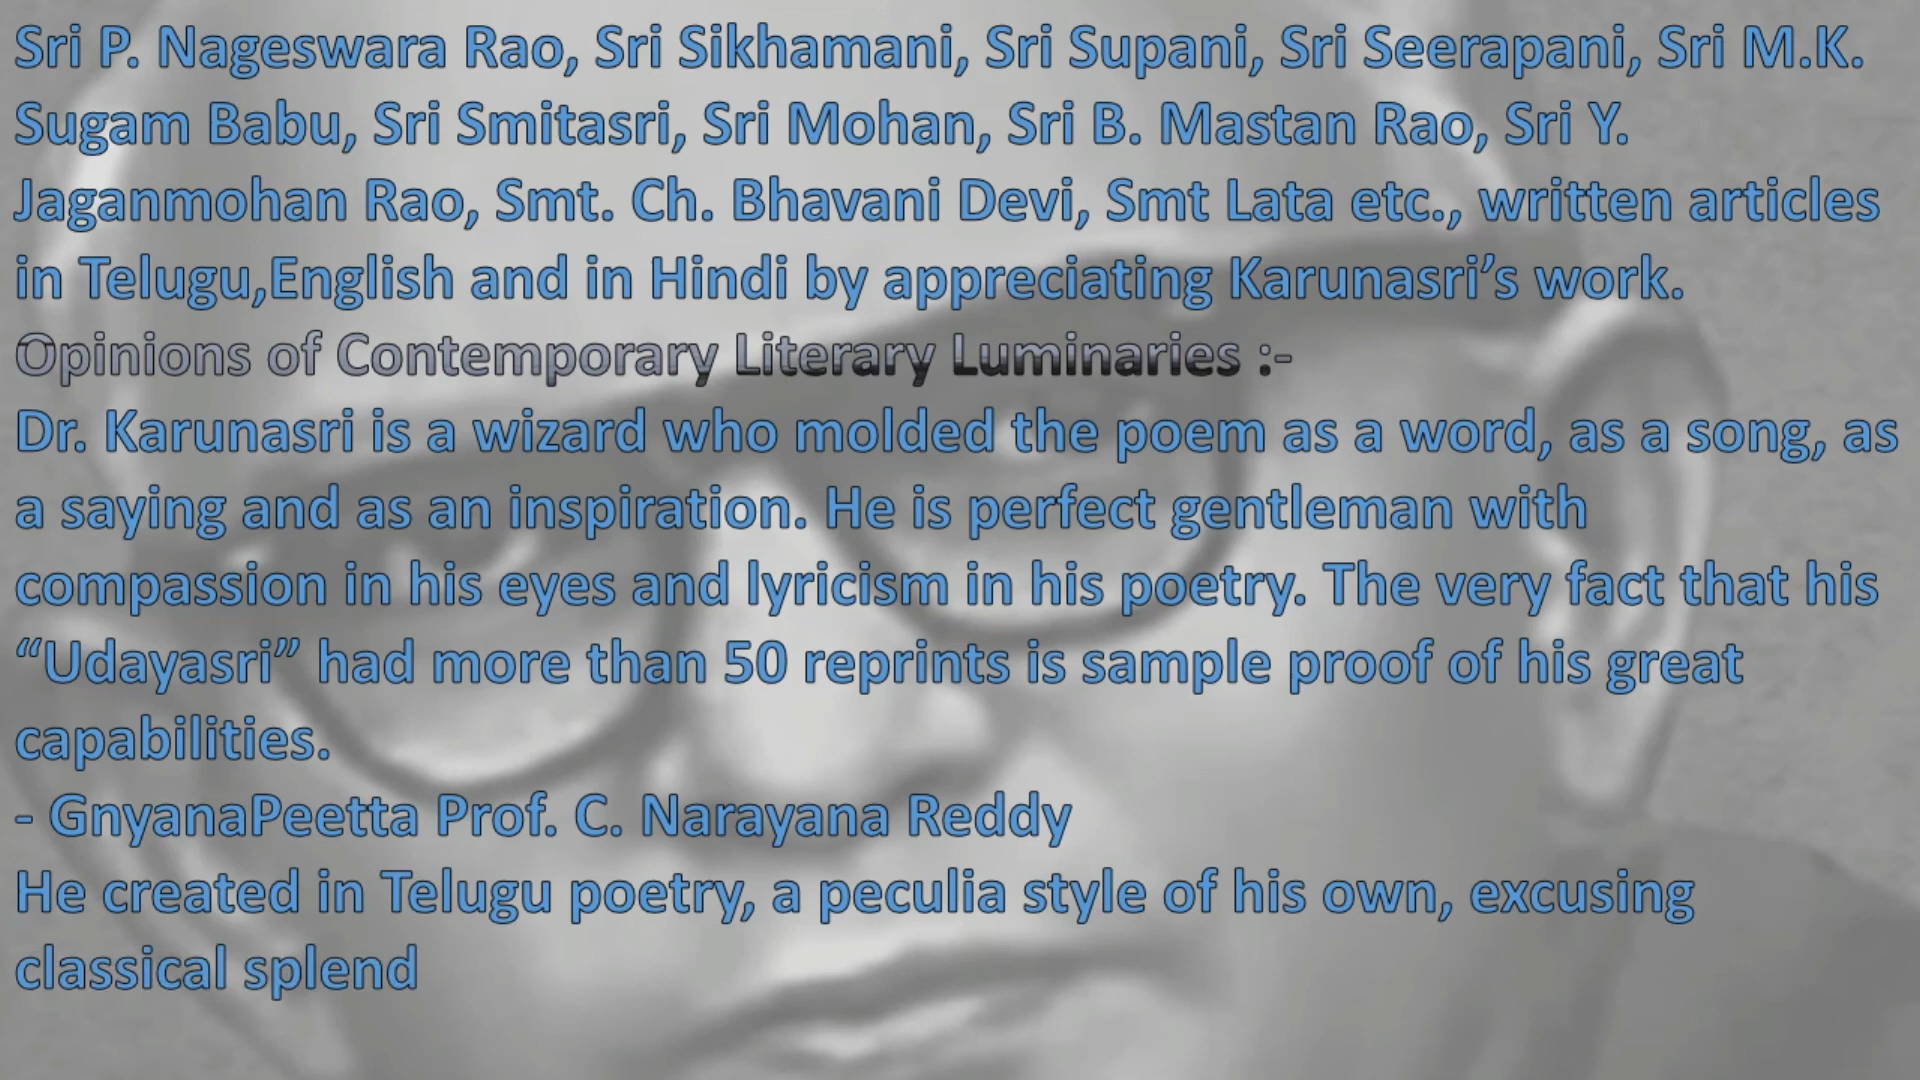 Sri P. Nageswara Rao, Sri Sikhamani, Sri Supani, Sri Seerapani, Sri M.K.
Sugam Babu, Sri Smitasri, Sri Mohan, Sri B. Mastan Rao, Sri Y.
Jaganmohan Rao, Smt. Ch. Bhavani Devi, Smt Lata etc., written articles
in Telugu,English and in Hindi by appreciating Karunasri’s work.
Opinions of Contemporary Literary Luminaries :-
Dr. Karunasri is a wizard who molded the poem as a word, as a song, as
a saying and as an inspiration. He is perfect gentleman with
compassion in his eyes and lyricism in his poetry. The very fact that his
“Udayasri” had more than 50 reprints is sample proof of his great
capabilities.
- GnyanaPeetta Prof. C. Narayana Reddy
He created in Telugu poetry, a peculia style of his own, excusing
classical splend